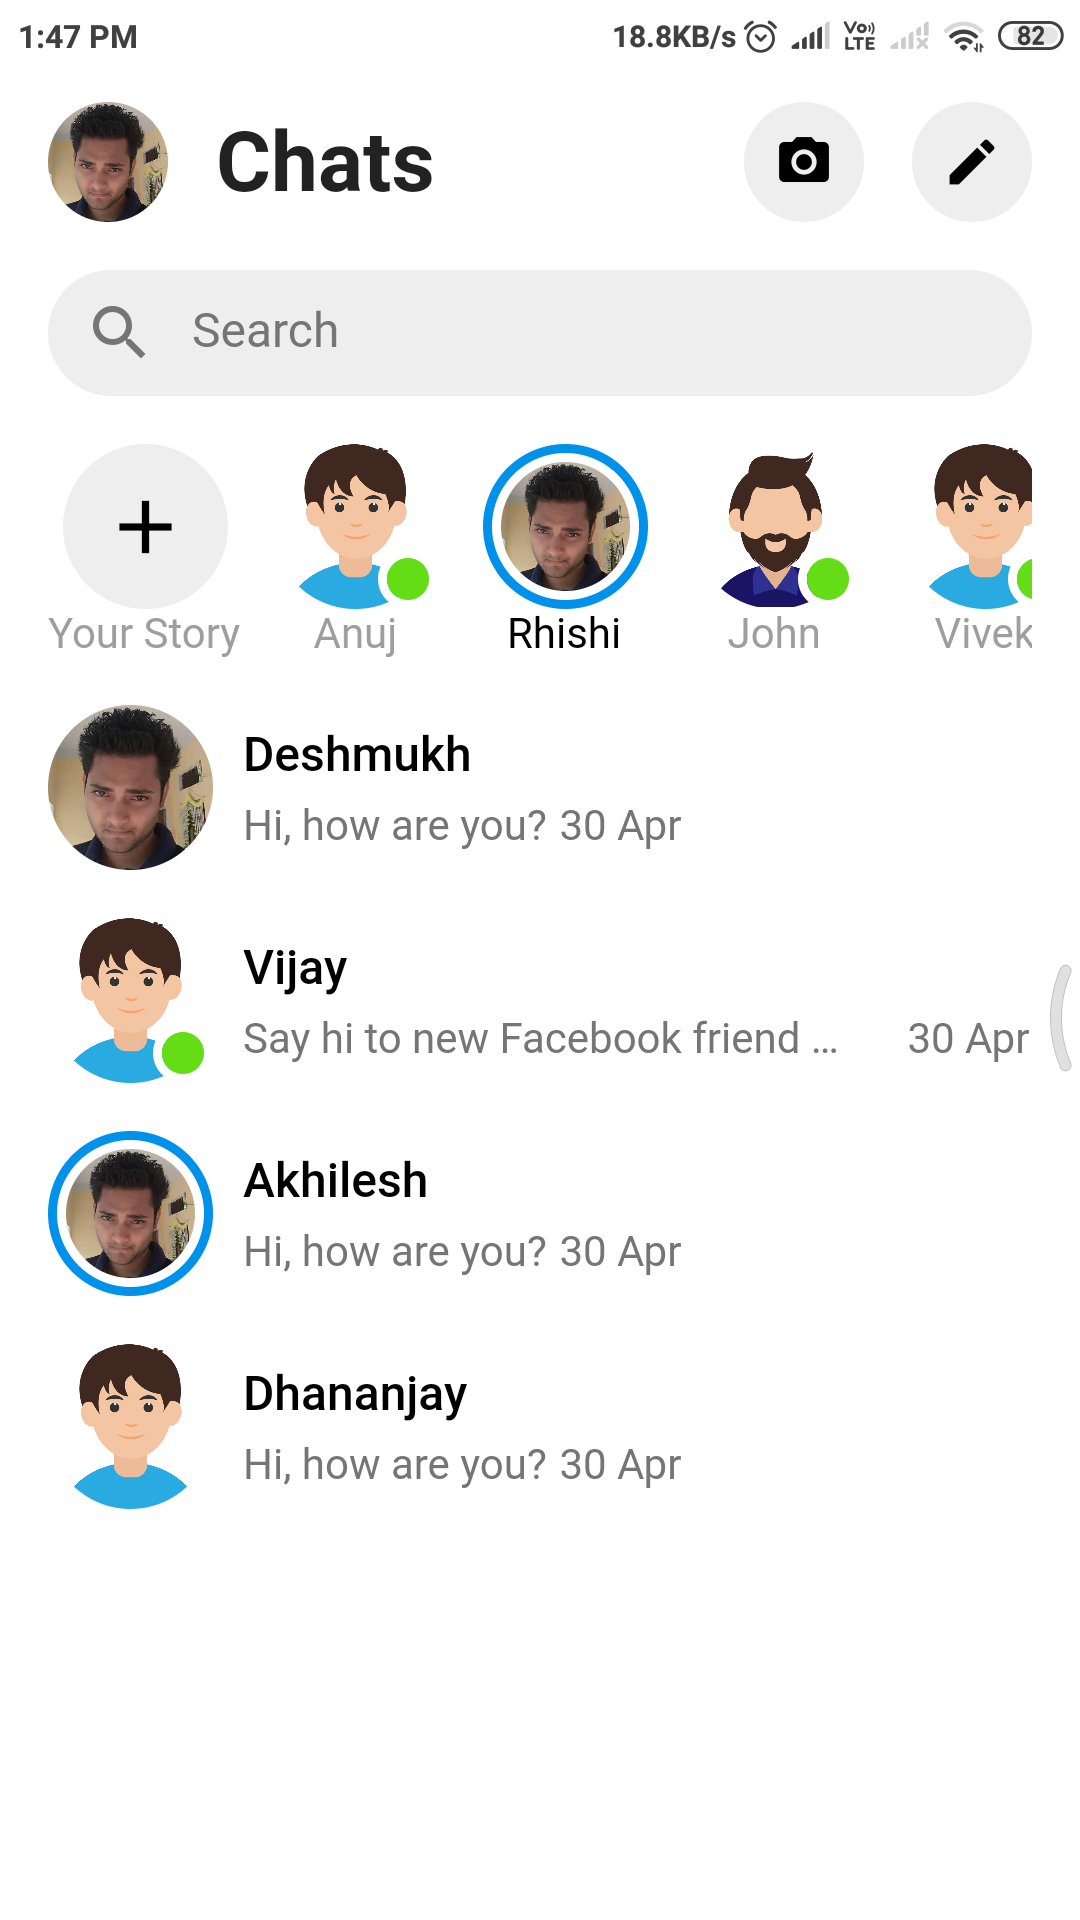 1:47 PM 18.8KB/s Vo)) LTE 82
Chats
Search
Your Story Anuj Rhishi John Vivek
Deshmukh
Hi, how are you? 30 Apr
Vijay
Say hi to new Facebook friend ... 30 Apr
Akhilesh
Hi, how are you? 30 Apr
Dhananjay
Hi, how are you? 30 Apr